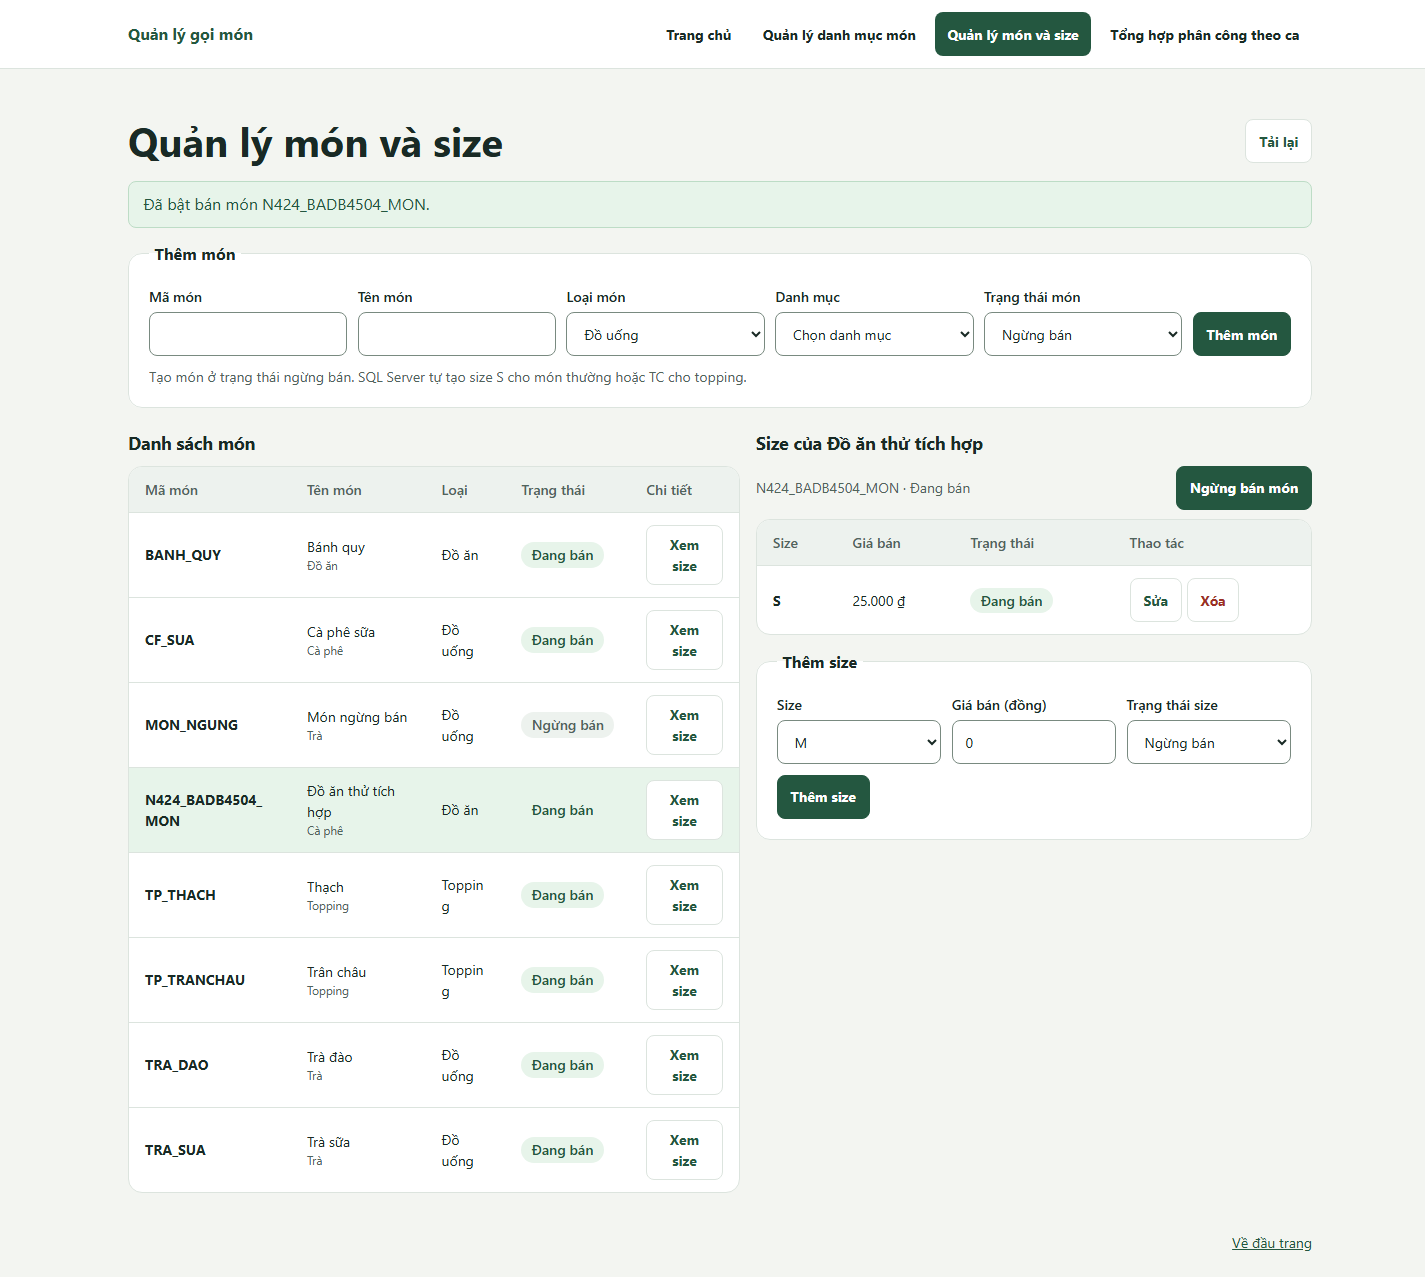 Quản lý gọi món
Trang chủ
Quản lý danh mục món
Quản lý món và size
Tổng hợp phân công theo ca
Quản lý món và size
Tải lại
Đã bật bán món N424_BADB4504_MON.
Thêm món
Mã món
Tên món
Loại món
Danh mục
Trạng thái món
Đồ uống
Chọn danh mục
Ngừng bán
Thêm món
Tạo món ở trạng thái ngừng bán. SQL Server tự tạo size S cho món thường hoặc TC cho topping.
Danh sách món
Mã món
Tên món
Loại
Trạng thái
Chi tiết
BANH_QUY
Bánh quy
Đồ ăn
Đồ ăn
Đang bán
Xem
size
CF_SUA
Cà phê sữa
Cà phê
Đồ
uống
Đang bán
Xem
size
MON_NGUNG
Món ngừng bán
Trà
Đồ
uống
Ngừng bán
Xem
size
N424_BADB4504_
MON
Đồ ăn thử tích
hợp
Cà phê
Đồ ăn
Đang bán
Xem
size
TP_THACH
Thạch
Topping
Toppin
g
Đang bán
Xem
size
TP_TRANCHAU
Trân châu
Topping
Toppin
g
Đang bán
Xem
size
TRA_DAO
Trà đào
Trà
Đồ
uống
Đang bán
Xem
size
TRA_SUA
Trà sữa
Trà
Đồ
uống
Đang bán
Xem
size
Size của Đồ ăn thử tích hợp
N424_BADB4504_MON · Đang bán
Ngừng bán món
Size
Giá bán
Trạng thái
Thao tác
S
25.000 ₫
Đang bán
Sửa
Xóa
Thêm size
Size
Giá bán (đồng)
Trạng thái size
M
0
Ngừng bán
Thêm size
Về đầu trang